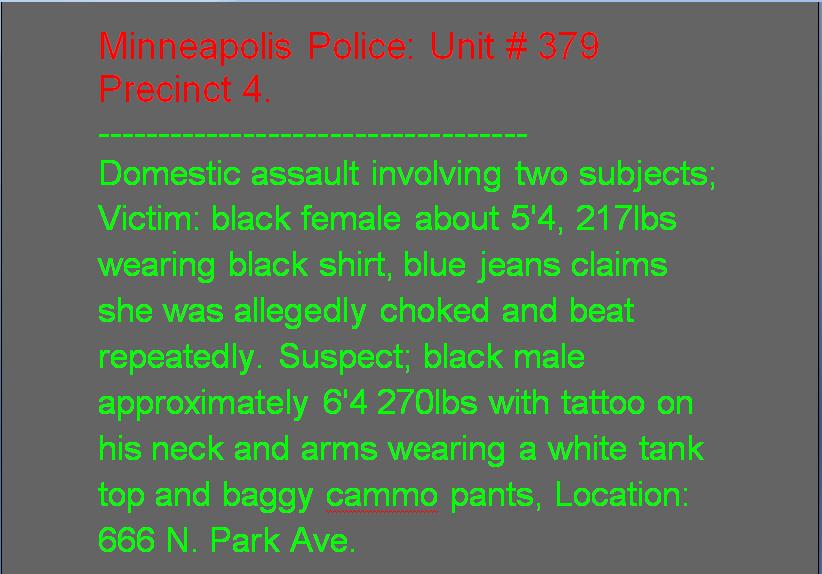 Minneapolis Police: Unit # 379
Precinct 4.
------------------------------------
Domestic assault involving two subjects;
Victim: black female about 5'4, 217lbs
wearing black shirt, blue jeans claims
she was allegedly choked and beat
repeatedly. Suspect; black male
approximately 6'4 270lbs with tattoo on
his neck and arms wearing a white tank
top and baggy cammo pants, Location:
666 N. Park Ave.